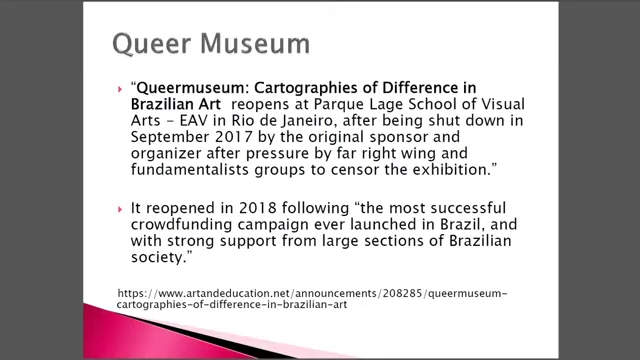 Queer Museum
“Queermuseum: Cartographies of Difference in
Brazilian Art reopens at Parque Lage School of Visual
Arts – EAV in Rio de Janeiro, after being shut down in
September 2017 by the original sponsor and
organizer after pressure by far right wing and
fundamentalists groups to censor the exhibition.”
It reopened in 2018 following “the most successful
crowdfunding campaign ever launched in Brazil, and
with strong support from large sections of Brazilian
society.”
https://www.artandeducation.net/announcements/208285/queermuseum-
cartographies-of-difference-in-brazilian-art